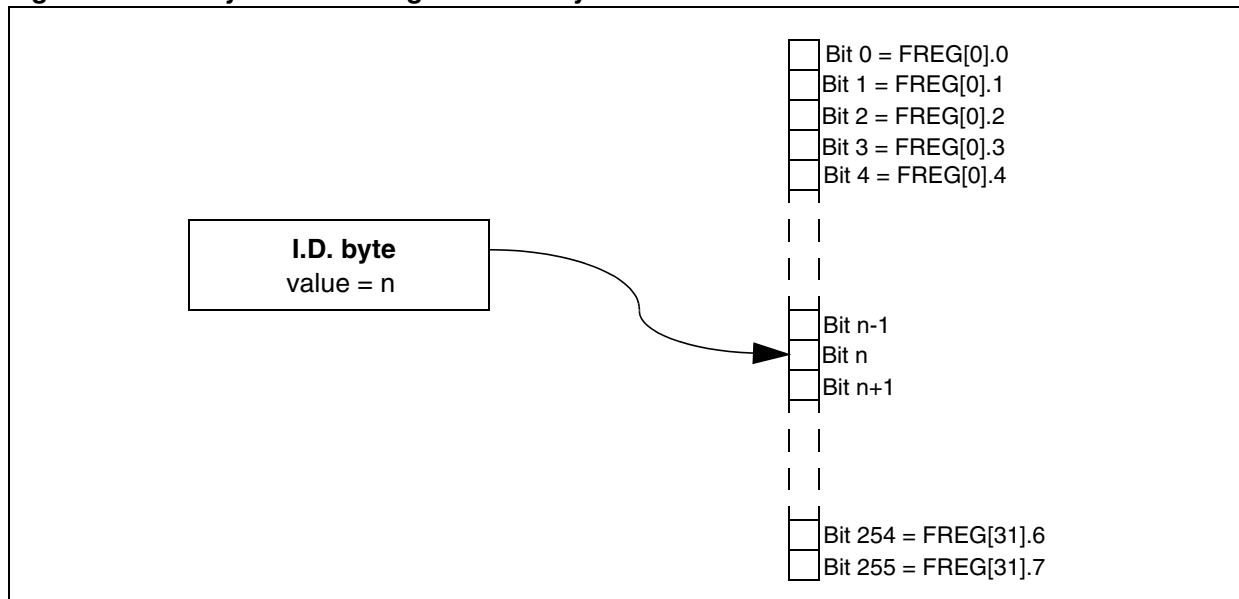 Bit 0 = FREG[0].0
Bit 1 = FREG[0].1
Bit 2 = FREG[0].2
Bit 3 = FREG[0].3
Bit 4 = FREG[0].4
I.D. byte
value = n
Bit n-1
Bit n
Bit n+1
Bit 254 = FREG[31].6
Bit 255 = FREG[31].7